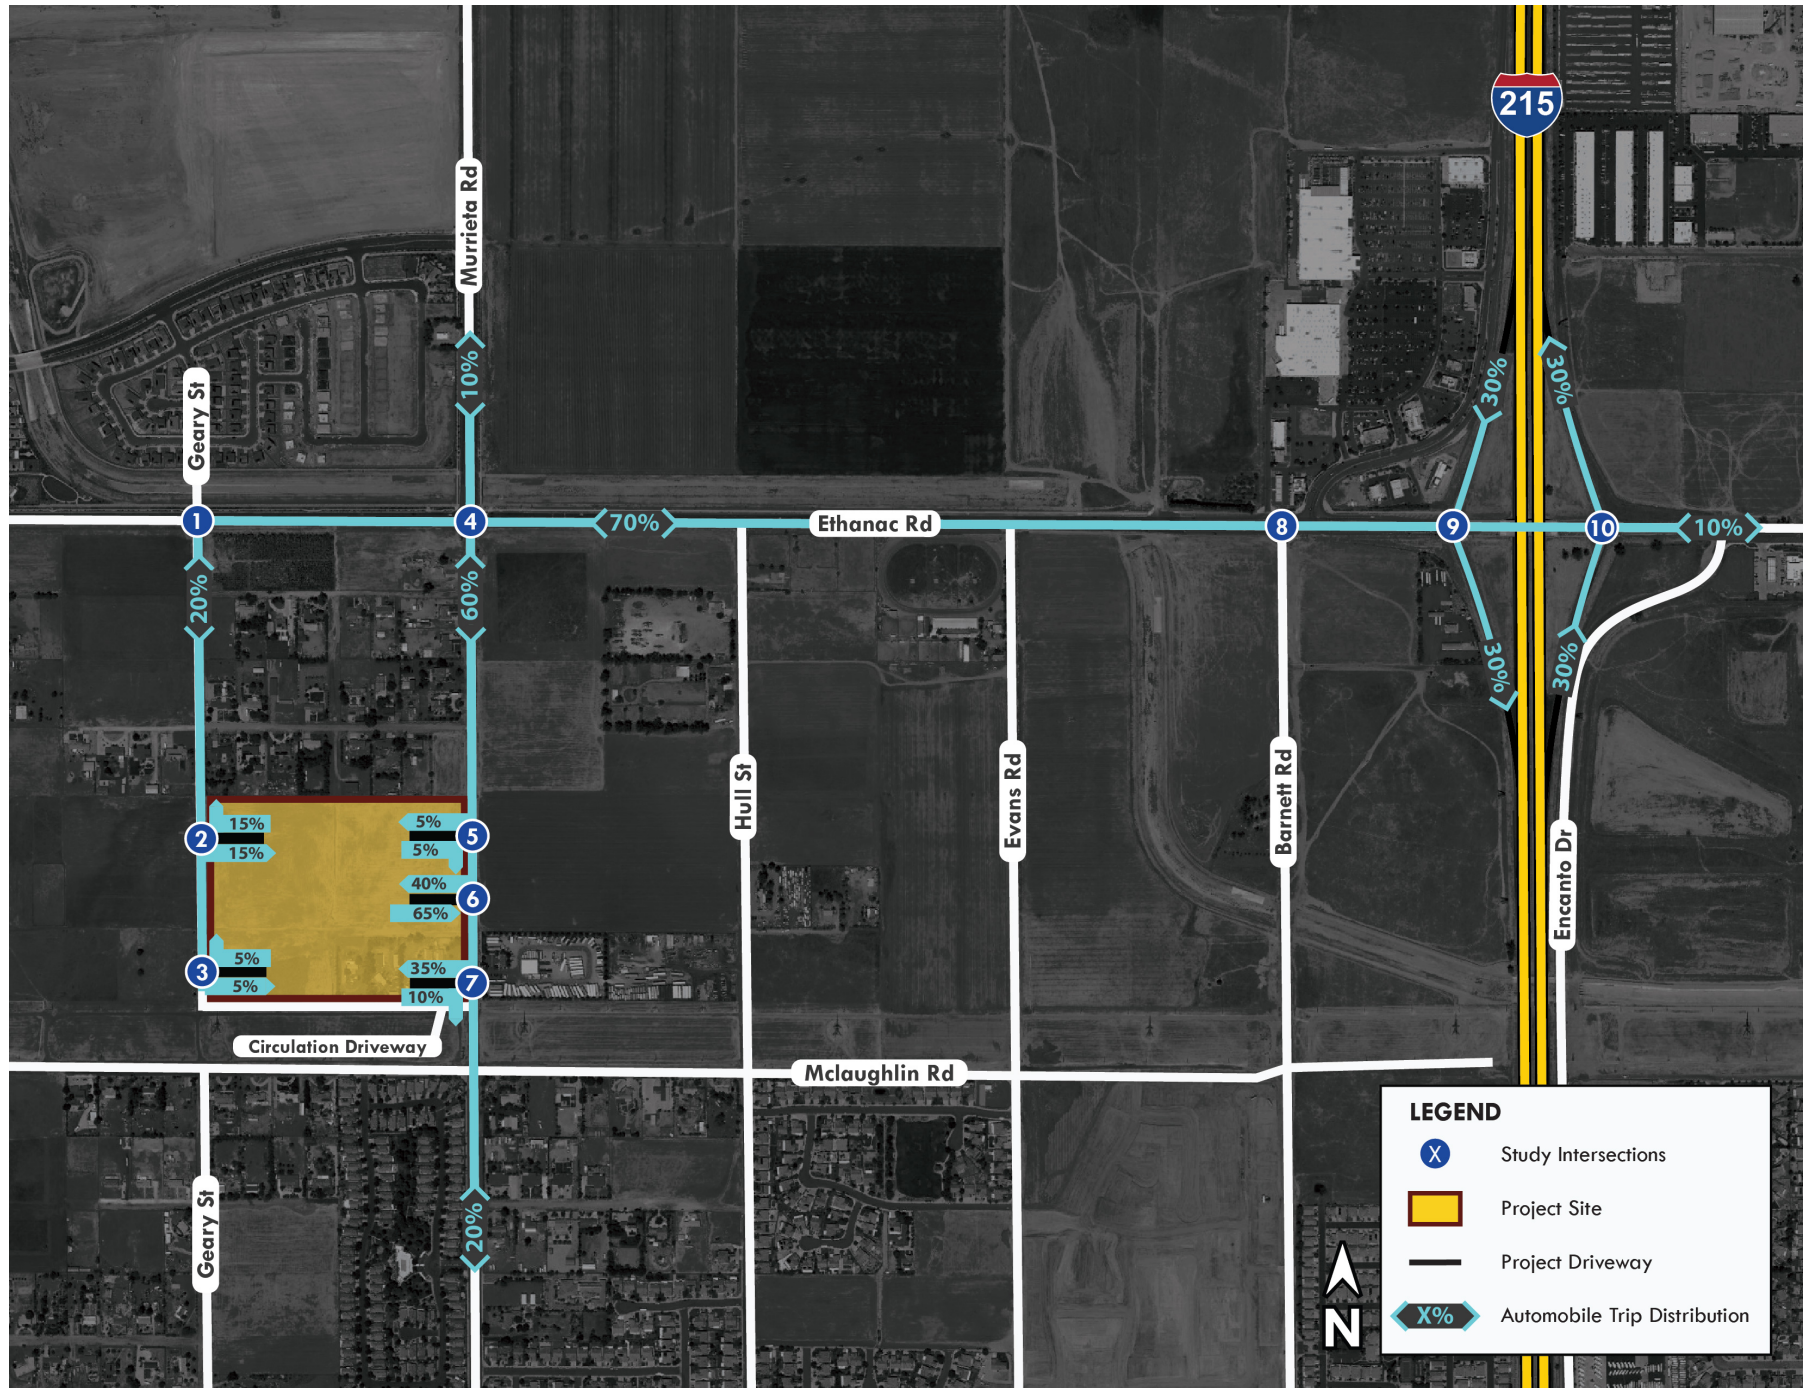 215
Murrieta Rd
10%
30%
30%
Geary St
1
4
70%
Ethanac Rd
8
9
10
10%
20%
60%
30%
30%
Hull St
Evans Rd
Barnett Rd
Encanto Dr
2
15%
15%
5%
5%
5
40%
65%
6
3
5%
5%
35%
10%
7
Circulation Driveway
Mclaughlin Rd
20%
Geary St
N
LEGEND
X Study Intersections
Project Site
Project Driveway
X% Automobile Trip Distribution